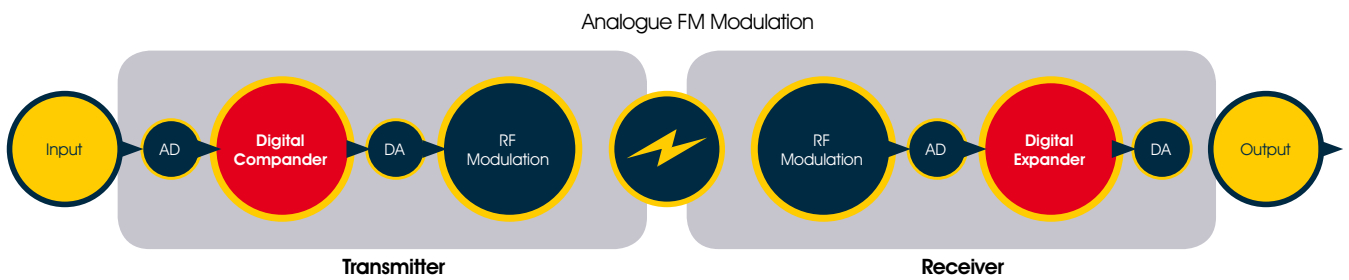 Analogue FM Modulation
Input
AD
Digital
Compander
DA
RF
Modulation
RF
Modulation
AD
Digital
Expander
DA
Output
Transmitter
Receiver